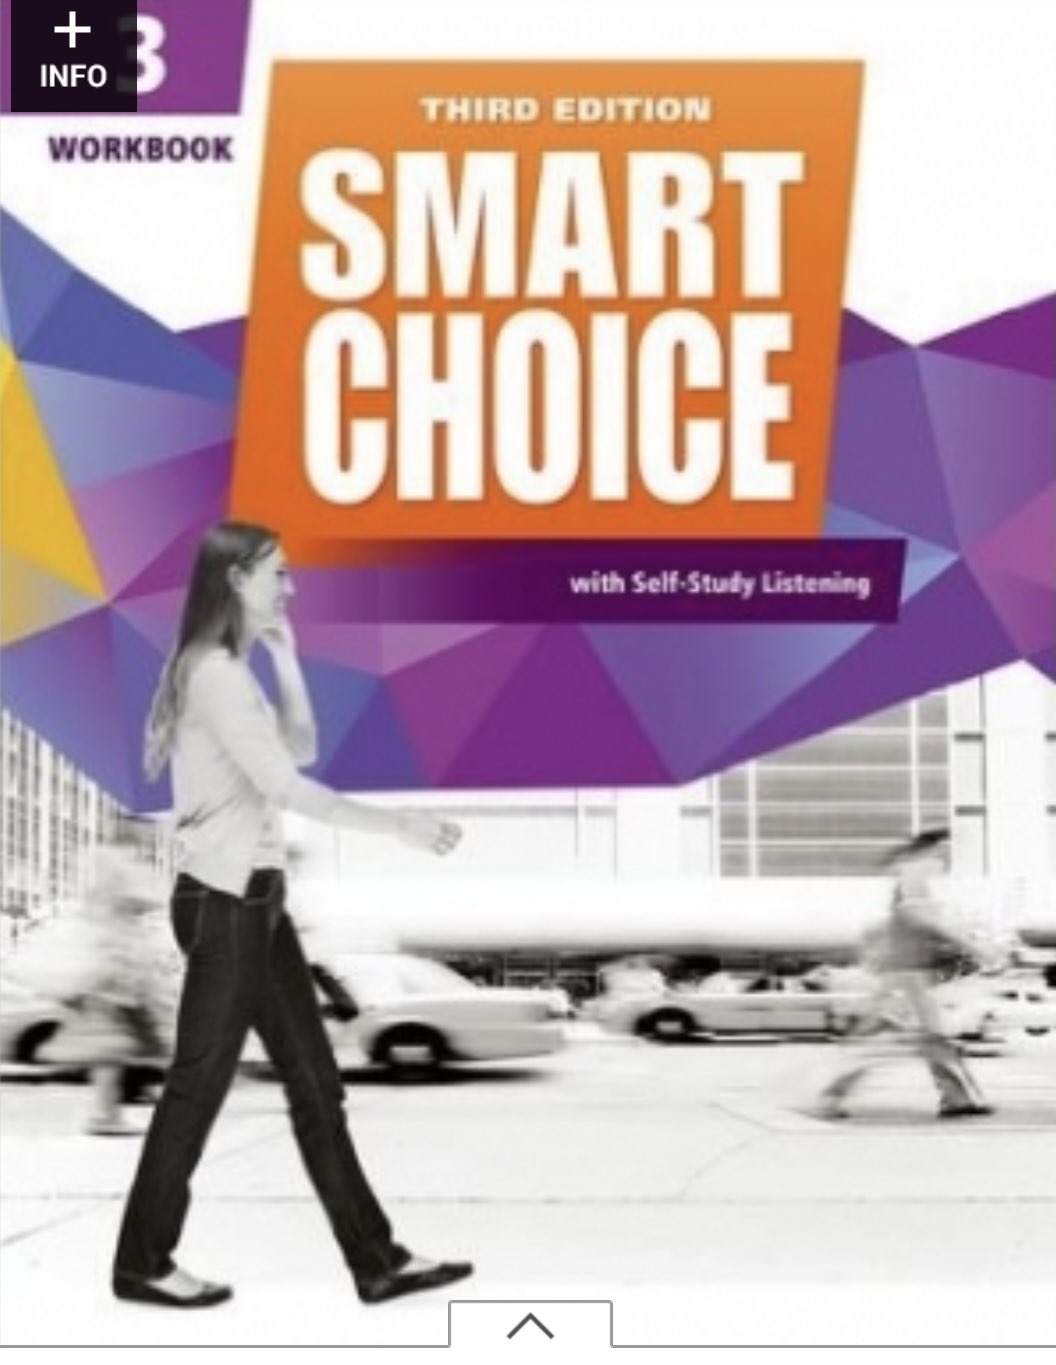 3
+
INFO
WORKBOOK
THIRD EDITION
SMART
CHOICE
with Self-Study Listening